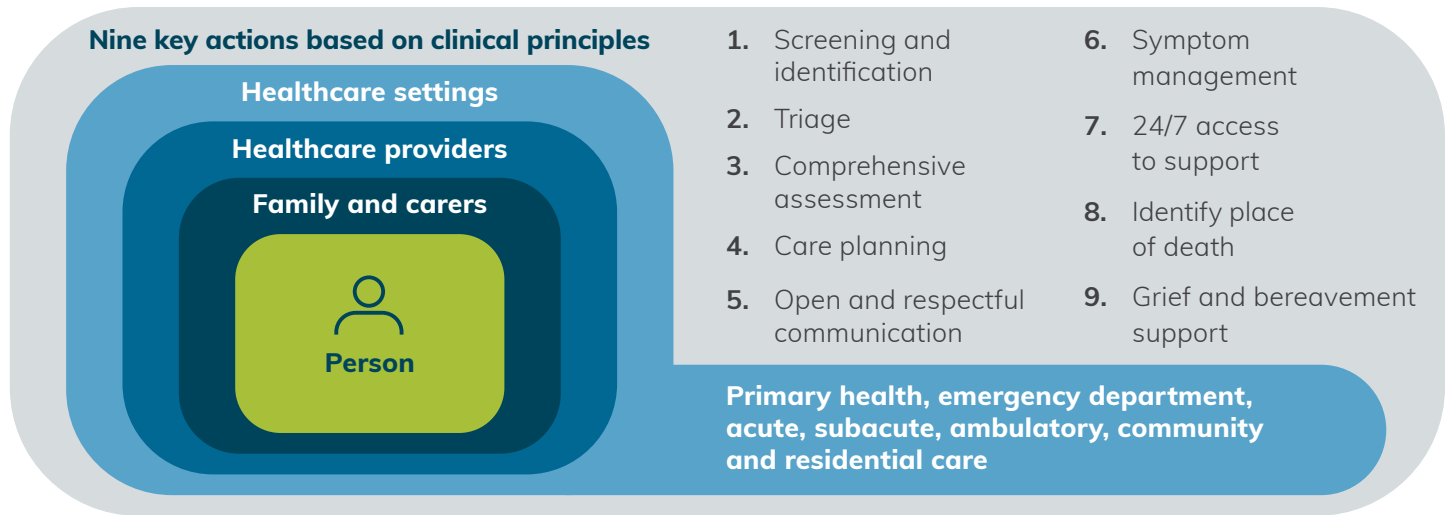 Nine key actions based on clinical principles
Healthcare settings
Healthcare providers
Family and carers
Person
1. Screening and
identification
2. Triage
3. Comprehensive
assessment
4. Care planning
5. Open and respectful
communication
6. Symptom
management
7. 24/7 access
to support
8. Identify place
of death
9. Grief and bereavement
support
Primary health, emergency department,
acute, subacute, ambulatory, community
and residential care